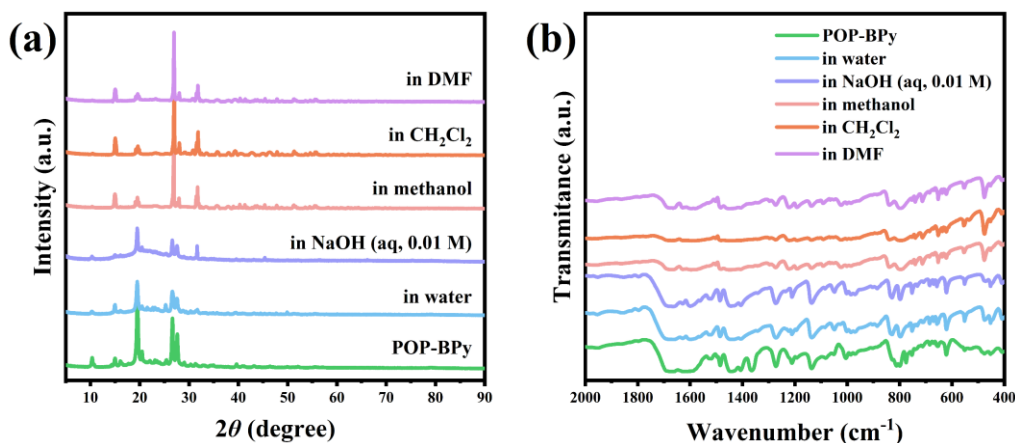 (a)
Intensity (a.u.)
in DMF
in CH₂Cl₂
in methanol
in NaOH (aq, 0.01 M)
in water
POP-BPy
10 20 30 40 50 60 70 80 90
2θ (degree)
(b)
Transmitance (a.u.)
POP-BPy
in water
in NaOH (aq, 0.01 M)
in methanol
in CH₂Cl₂
in DMF
2000 1800 1600 1400 1200 1000 800 600 400
Wavenumber (cm⁻¹)